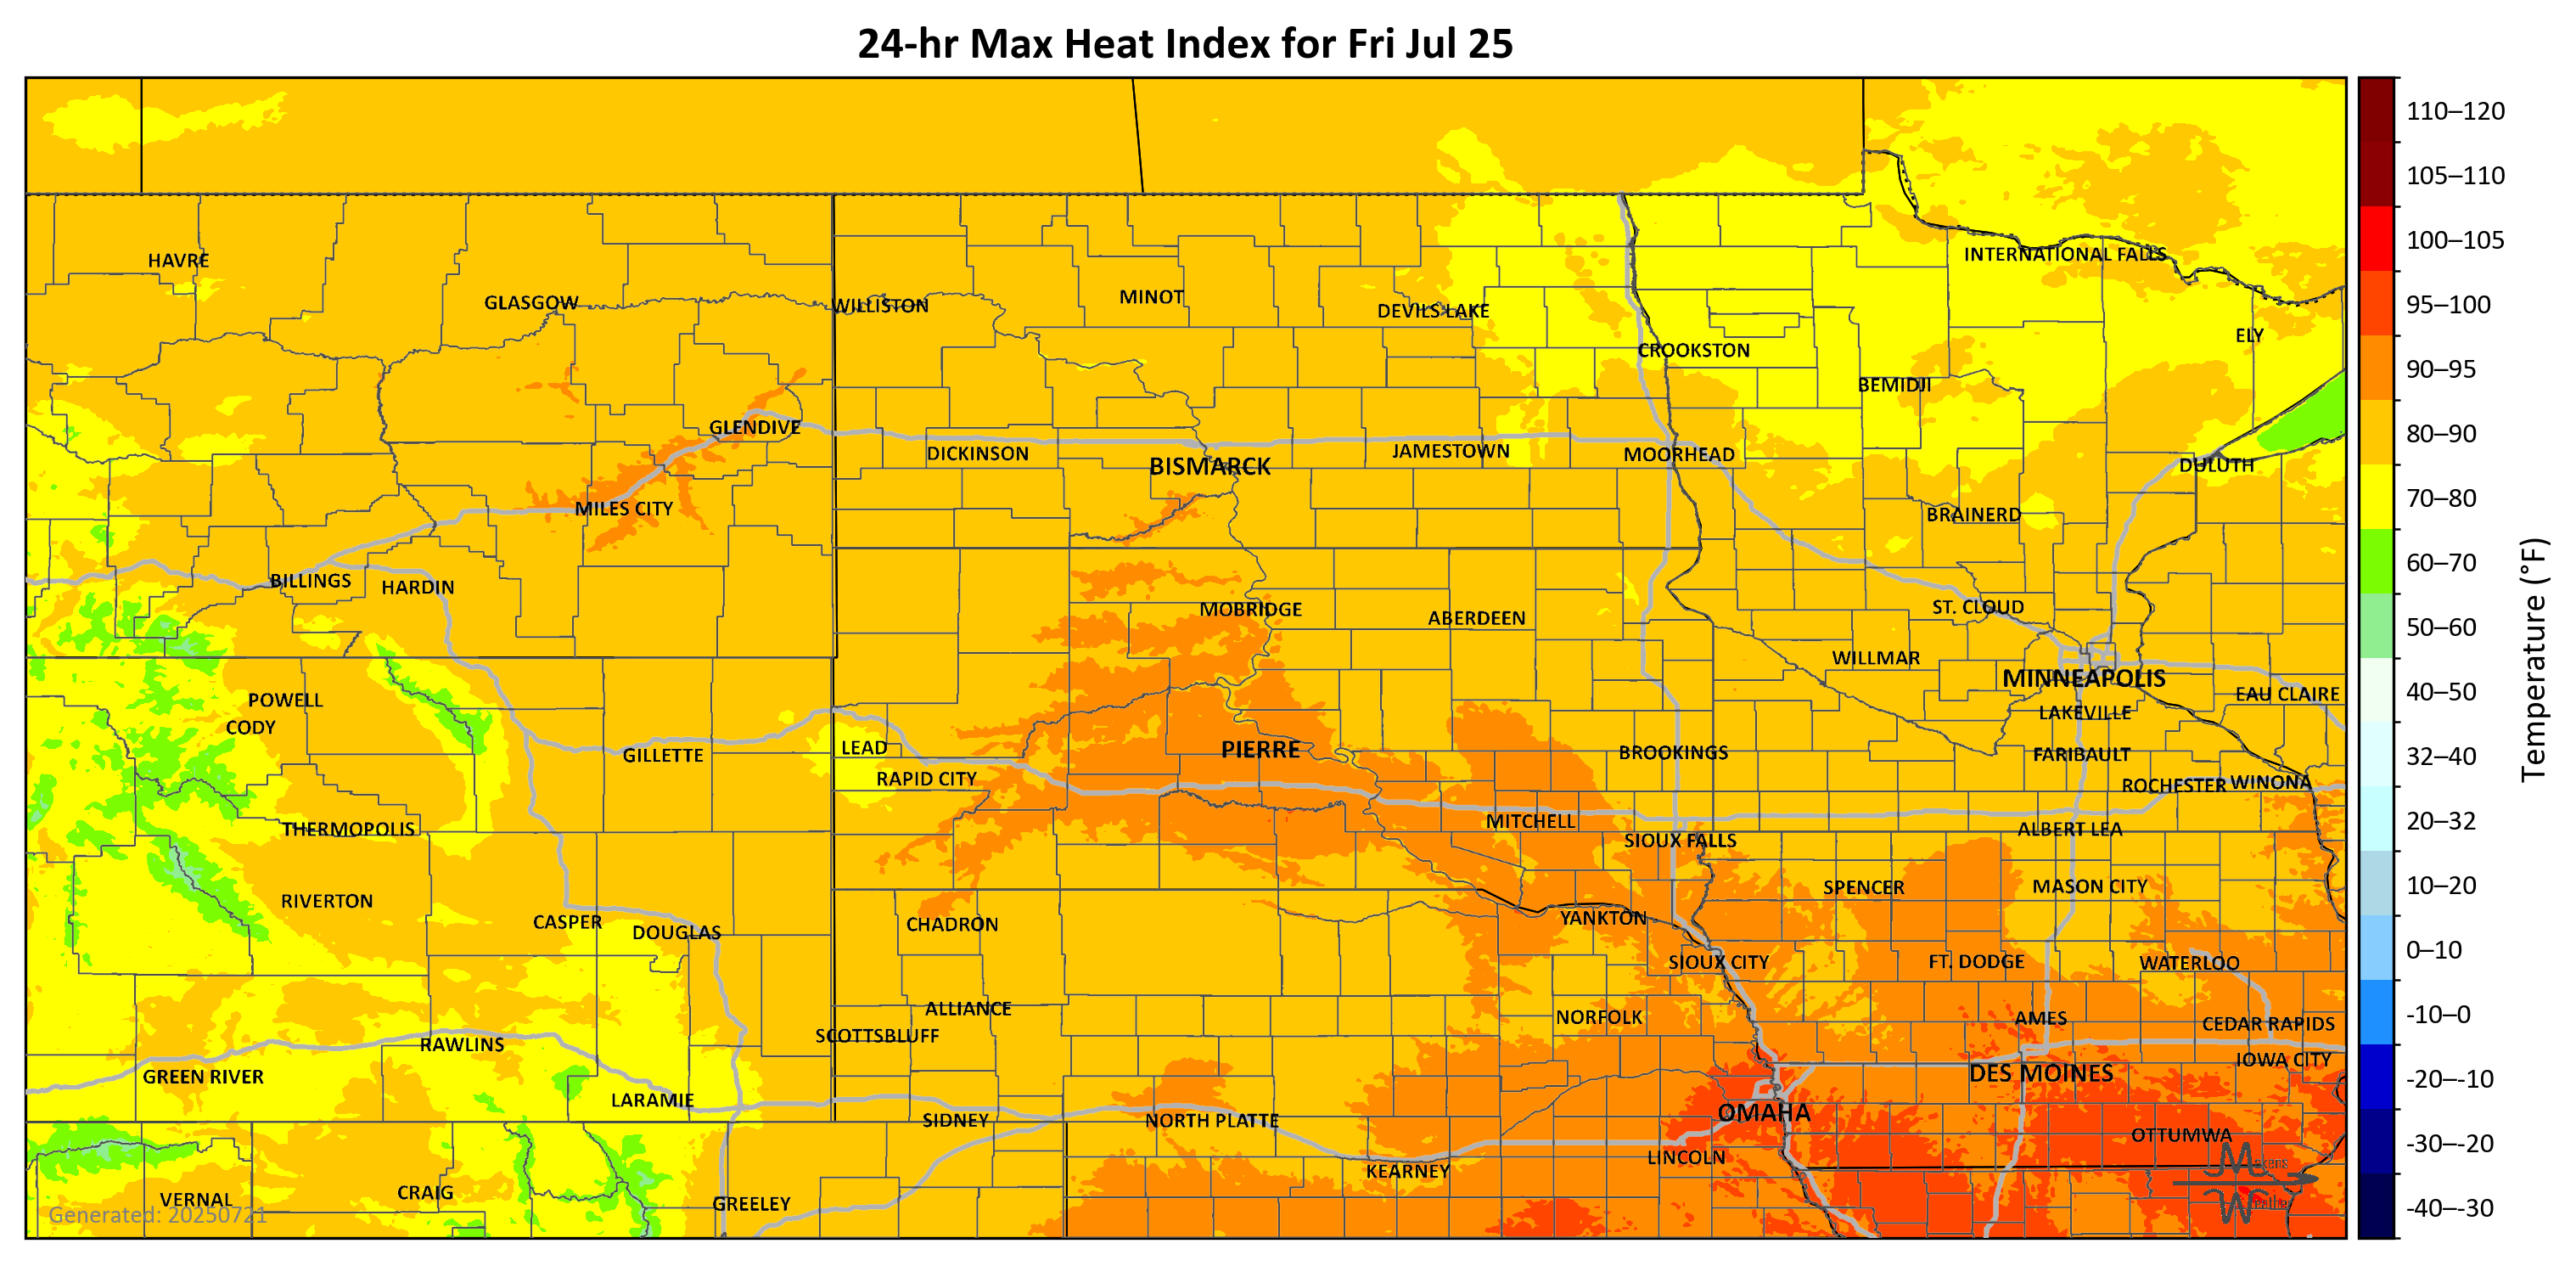 24-hr Max Heat Index for Fri Jul 25
HAVRE
GLASGOW
WILLISTON
MINOT
DEVILS LAKE
INTERNATIONAL FALLS
ELY
CROOKSTON
BEMIDJI
GLENDIVE
DICKINSON
BISMARCK
JAMESTOWN
MOORHEAD
DULUTH
MILES CITY
BRAINERD
BILLINGS
HARDIN
MOBRIDGE
ABERDEEN
ST. CLOUD
WILLMAR
MINNEAPOLIS
EAU CLAIRE
POWELL
CODY
LAKEVILLE
GILLETTE
LEAD
PIERRE
BROOKINGS
FARIBAULT
RAPID CITY
ROCHESTER
WINONA
THERMOPOLIS
MITCHELL
SIOUX FALLS
ALBERT LEA
RIVERTON
SPENCER
MASON CITY
CASPER
DOUGLAS
CHADRON
YANKTON
SIOUX CITY
FT. DODGE
WATERLOO
ALLIANCE
SCOTTSBLUFF
NORFOLK
AMES
CEDAR RAPIDS
RAWLINS
IOWA CITY
GREEN RIVER
DES MOINES
LARAMIE
SIDNEY
NORTH PLATTE
OMAHA
OTTUMWA
KEARNEY
LINCOLN
VERNAL
CRAIG
GREELEY
Generated: 20250721
110–120
105–110
100–105
95–100
90–95
80–90
70–80
60–70
50–60
40–50
32–40
20–32
10–20
0–10
-10–0
-20–-10
-30–-20
-40–-30
Temperature (°F)